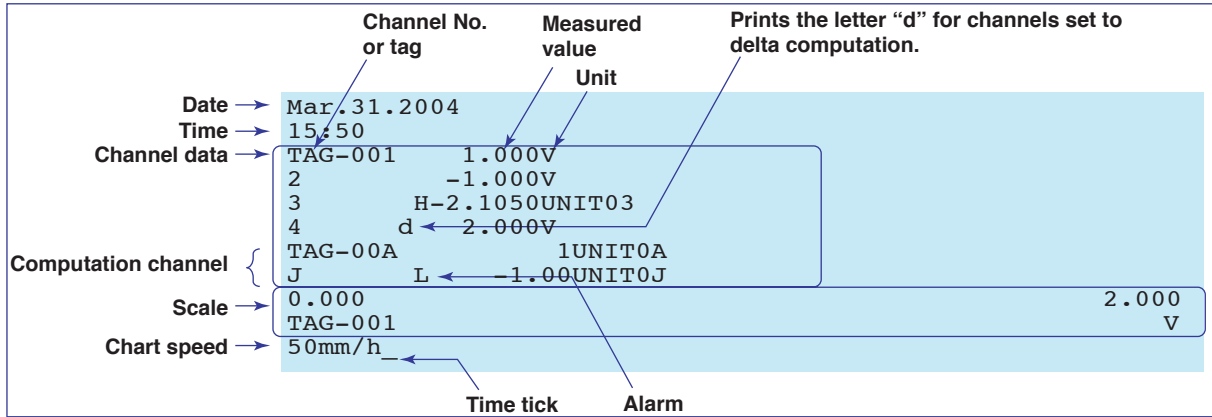 Channel No.
or tag
Measured
value
Unit
Prints the letter “d” for channels set to
delta computation.
Date
Mar.31.2004
Time
15:50
Channel data
TAG-001 1.000V
2 -1.000V
3 H-2.1050UNIT03
4 d 2.000V
Computation channel
TAG-00A 1UNIT0A
J L -1.00UNIT0J
Scale
0.000 2.000
TAG-001 V
Chart speed
50mm/h_
Time tick
Alarm